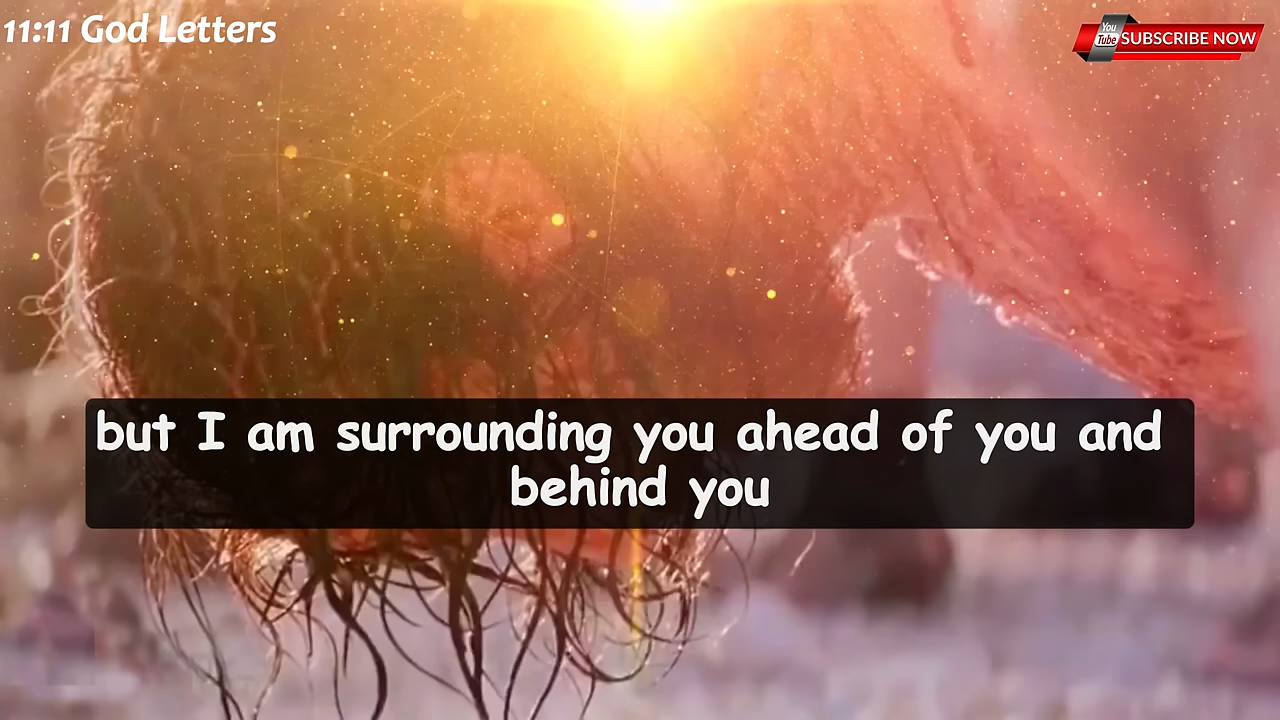 11:11 God Letters
You
Tube
SUBSCRIBE NOW
but I am surrounding you ahead of you and
behind you